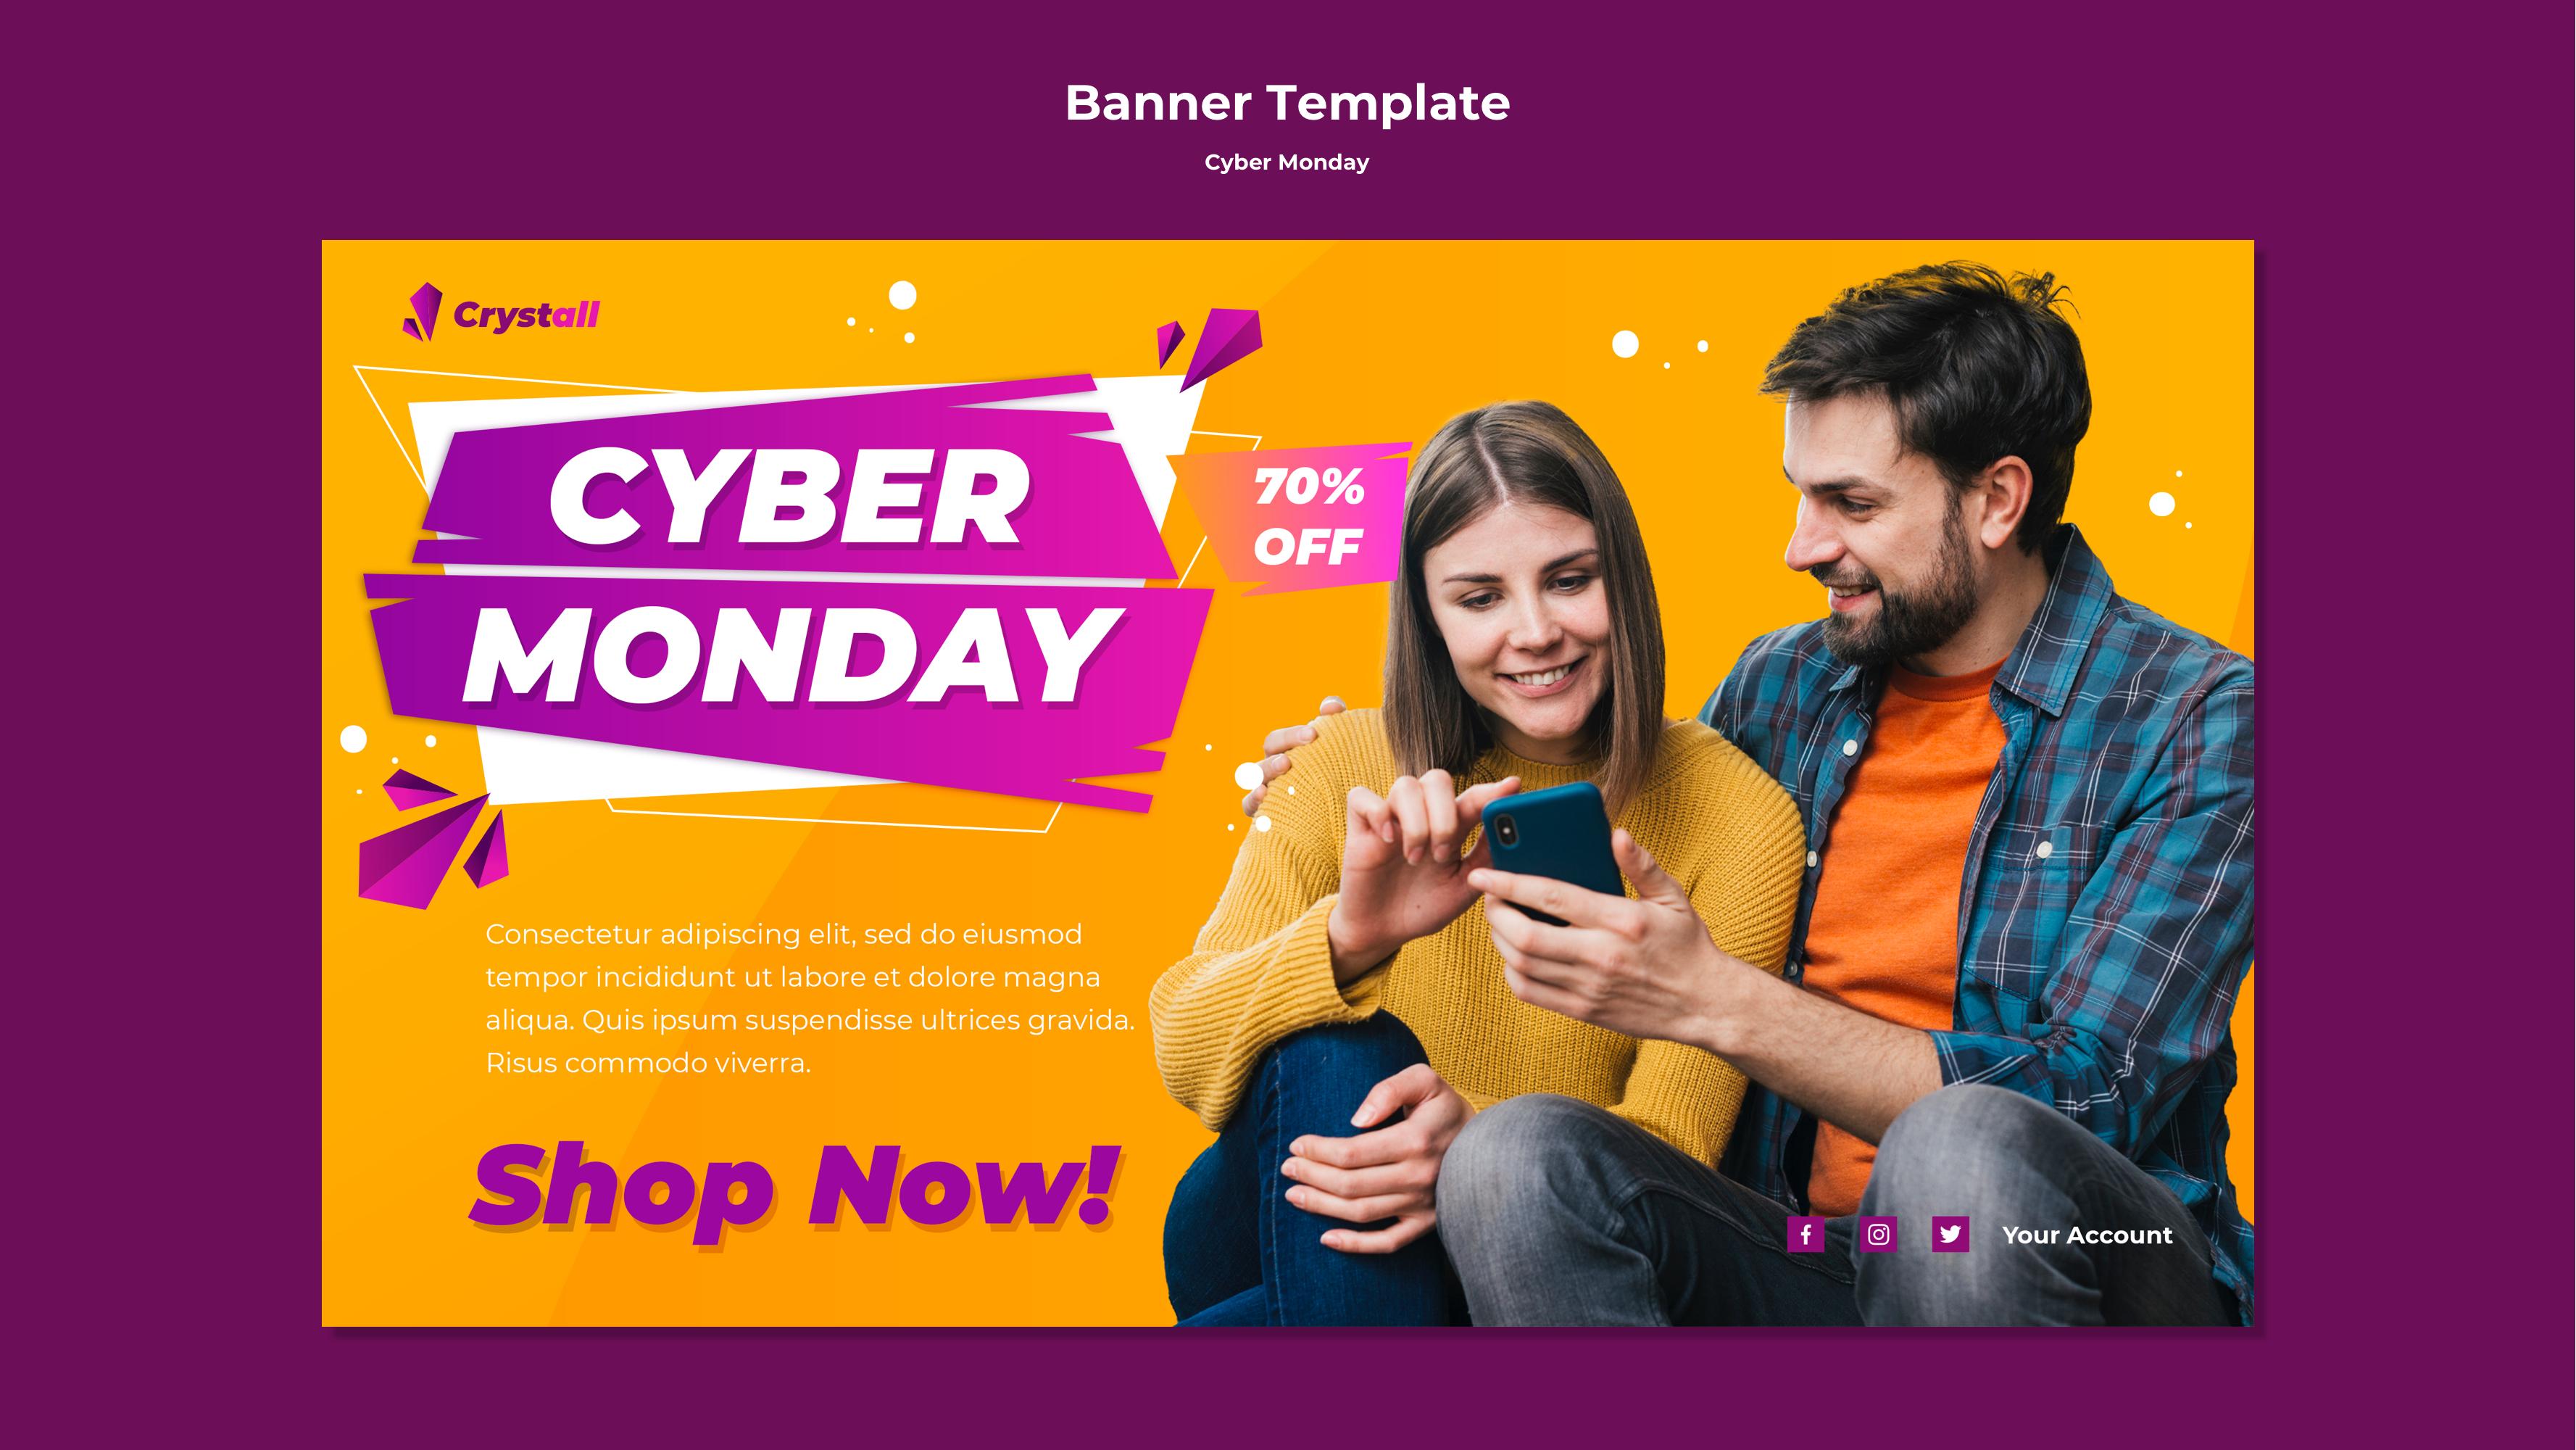 Banner Template
Cyber Monday
Crystall
CYBER
MONDAY
70%
OFF
Consectetur adipiscing elit, sed do eiusmod
tempor incididunt ut labore et dolore magna
aliqua. Quis ipsum suspendisse ultrices gravida.
Risus commodo viverra.
Shop Now!
Your Account